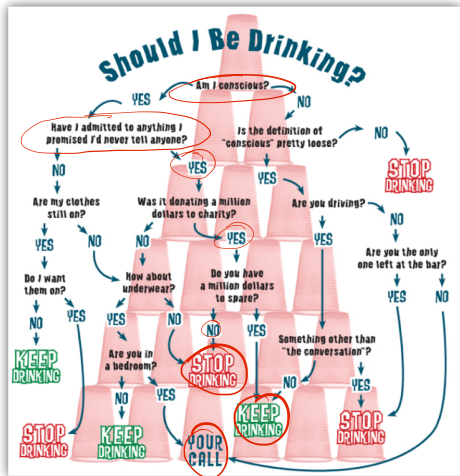 Should I Be Drinking?
Am I conscious?
YES
NO
Have I admitted to anything I
promised I'd never tell anyone?
Is the definition of
"conscious" pretty loose?
NO
STOP
DRINKING
NO
YES
YES
Are my clothes
still on?
Was it donating a million
dollars to charity?
Are you driving?
NO
YES
NO
NO
YES
YES
Are you the only
one left at the bar?
Do I want
them on?
How about
underwear?
Do you have
a million dollars
to spare?
YES
NO
NO
YES
YES
NO
NO
YES
Something other than
"the conversation"?
KEEP
DRINKING
Are you in
a bedroom?
STOP
DRINKING
NO
YES
NO
YES
KEEP
DRINKING
STOP
DRINKING
STOP
DRINKING
KEEP
DRINKING
YOUR
CALL